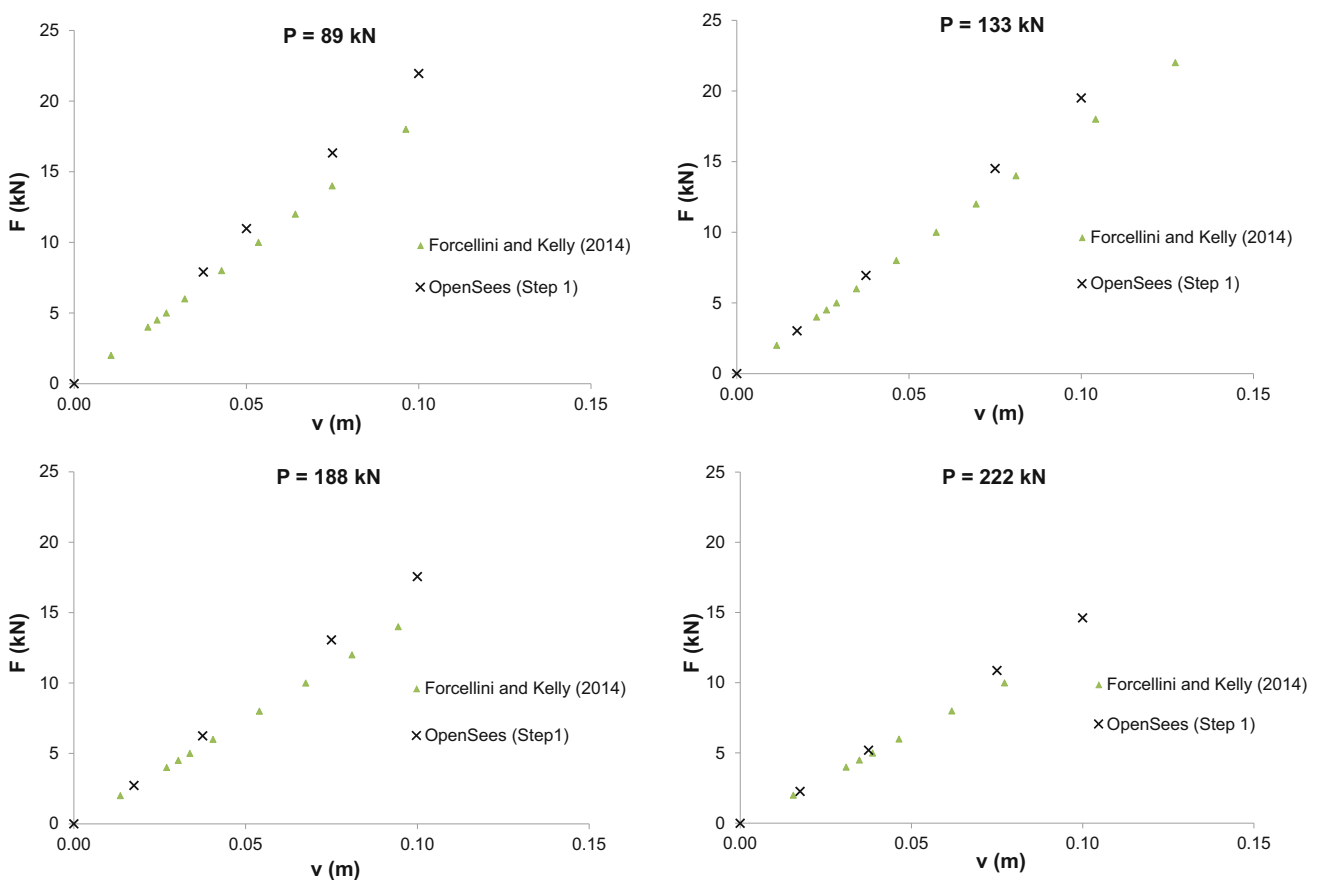 P = 89 kN
25
20
15
10
5
0
F (kN)
0.00 0.05 0.10 0.15
v (m)
Forcellini and Kelly (2014)
OpenSees (Step 1)
P = 133 kN
25
20
15
10
5
0
F (kN)
0.00 0.05 0.10 0.15
v (m)
Forcellini and Kelly (2014)
OpenSees (Step 1)
P = 188 kN
25
20
15
10
5
0
F (kN)
0.00 0.05 0.10 0.15
v (m)
Forcellini and Kelly (2014)
OpenSees (Step1)
P = 222 kN
25
20
15
10
5
0
F (kN)
0.00 0.05 0.10 0.15
v (m)
Forcellini and Kelly (2014)
OpenSees (Step 1)